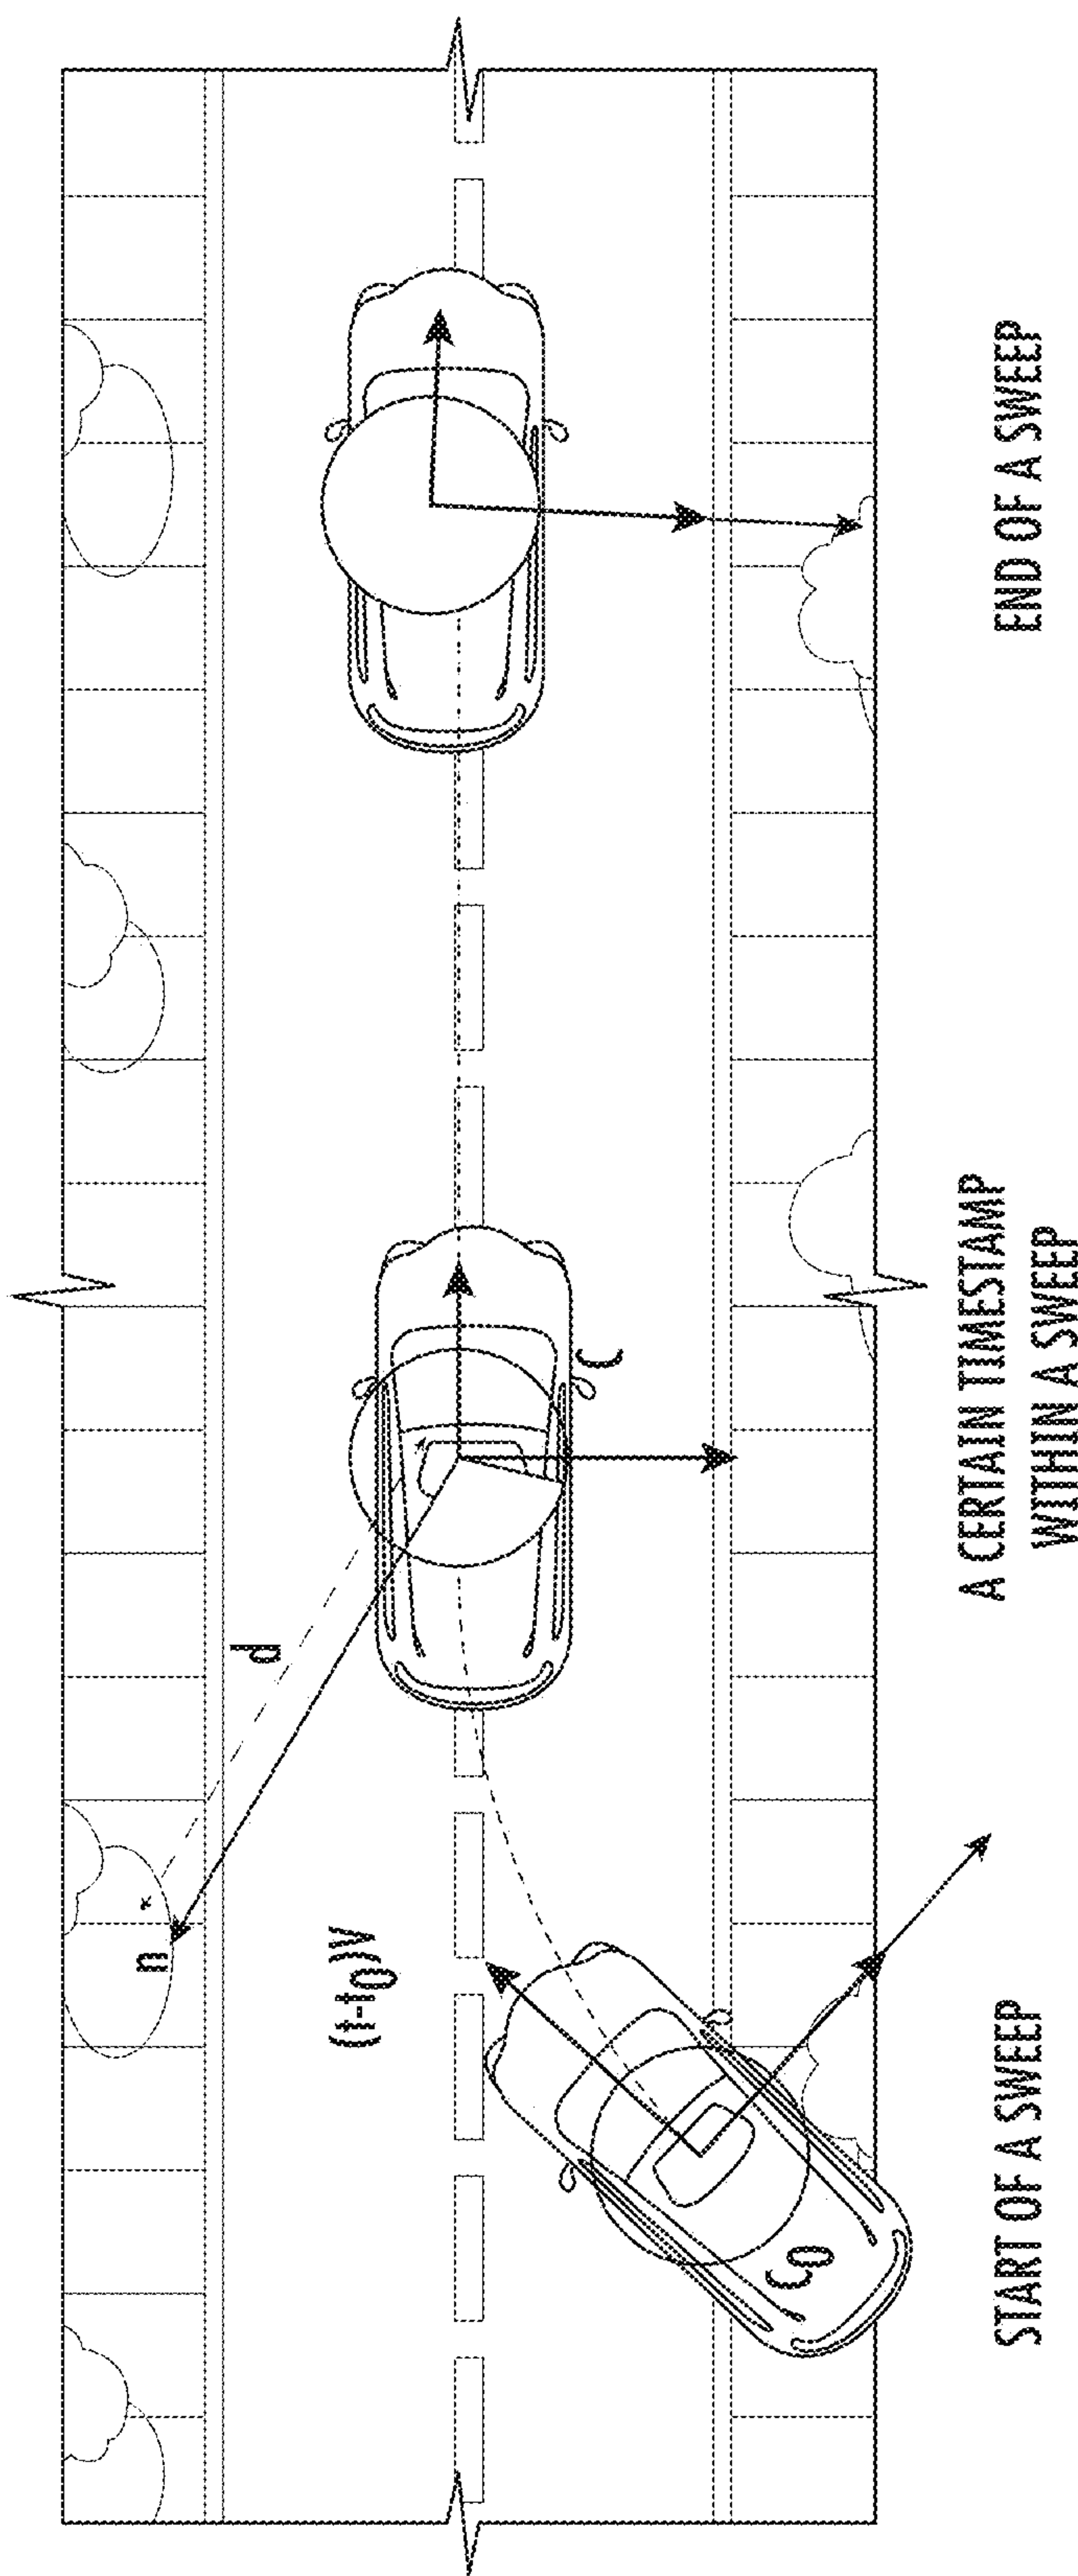 n
d
(t-t0)V
C
C0
START OF A SWEEP
A CERTAIN TIMESTAMP
WITHIN A SWEEP
END OF A SWEEP